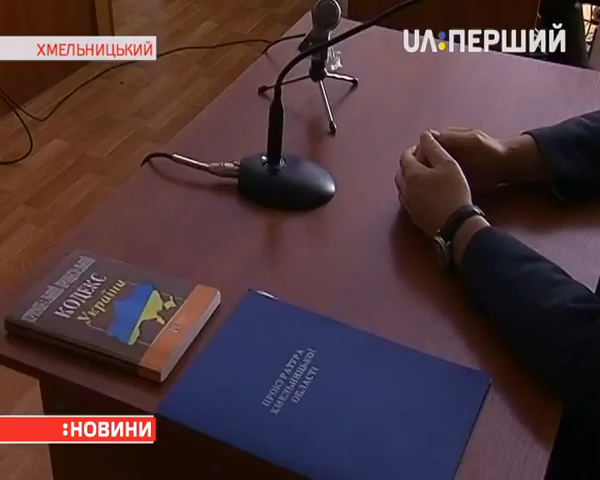 ХМЕЛЬНИЦЬКИЙ
UA:ПЕРШИЙ
КОДЕКС
України
ПРОКУРАТУРА
ХМЕЛЬНИЦЬКОЇ
ОБЛАСТІ
:НОВИНИ